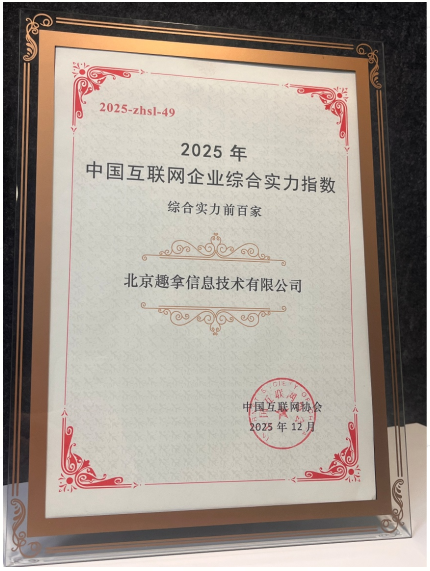 2025-zhsl-49
2025 年
中国互联网企业综合实力指数
综合实力前百家
北京趣拿信息技术有限公司
中国互联网协会
2025 年 12 月